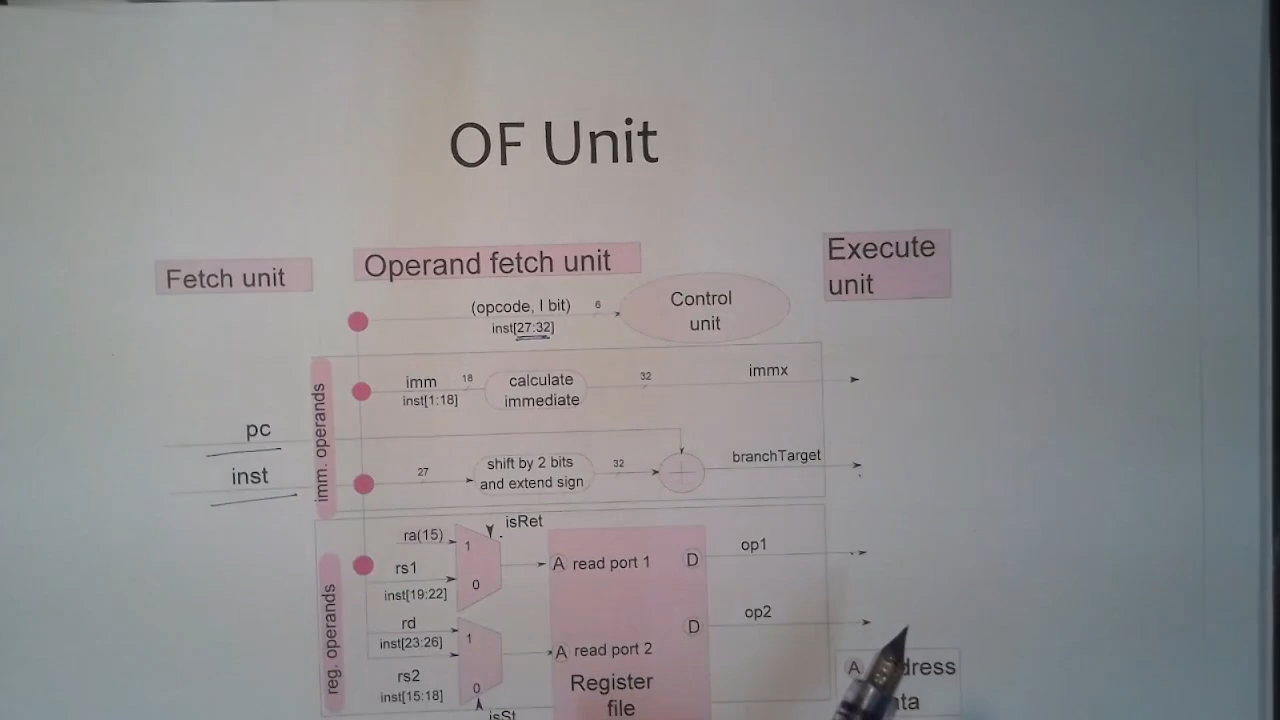 OF Unit
Fetch unit
Operand fetch unit
Execute
unit
(opcode, I bit)
6
inst[27:32]
Control
unit
imm. operands
imm
18
inst[1:18]
calculate
immediate
32
immx
pc
inst
27
shift by 2 bits
and extend sign
32
+
branchTarget
reg. operands
ra(15)
1
isRet
rs1
0
inst[19:22]
A read port 1
D
op1
rd
inst[23:26]
1
D
op2
A read port 2
rs2
inst[15:18]
0
isSt
Register
file
A